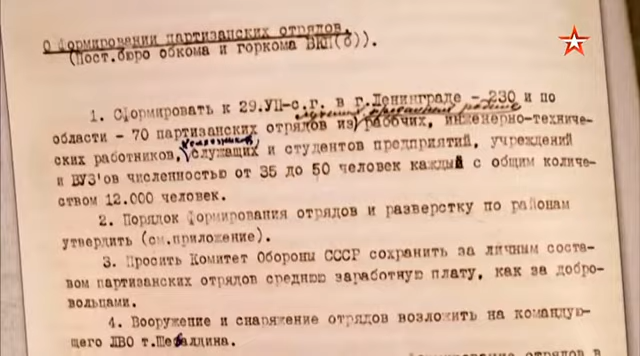 О формировании партизанских отрядов.
(Пост.бюро обкома и горкома ВКП(б)).
1. Сформировать к 29.УП-с.г. в г.Ленинграде - 230 и по
области - 70 партизанских отрядов из рабочих, инженерно-техниче-
ских работников, служащих и студентов предприятий, учреждений
и ВУЗ'ов численностью от 35 до 50 человек каждый с общим количе-
ством 12.000 человек.
2. Порядок формирования отрядов и разверстку по районам
утвердить (см.приложение).
3. Просить Комитет Обороны СССР сохранить за личным соста-
вом партизанских отрядов среднюю заработную плату, как за добро-
вольцами.
4. Вооружение и снаряжение отрядов возложить на командую-
щего ЛВО т.Шевалдина.
отрядов в